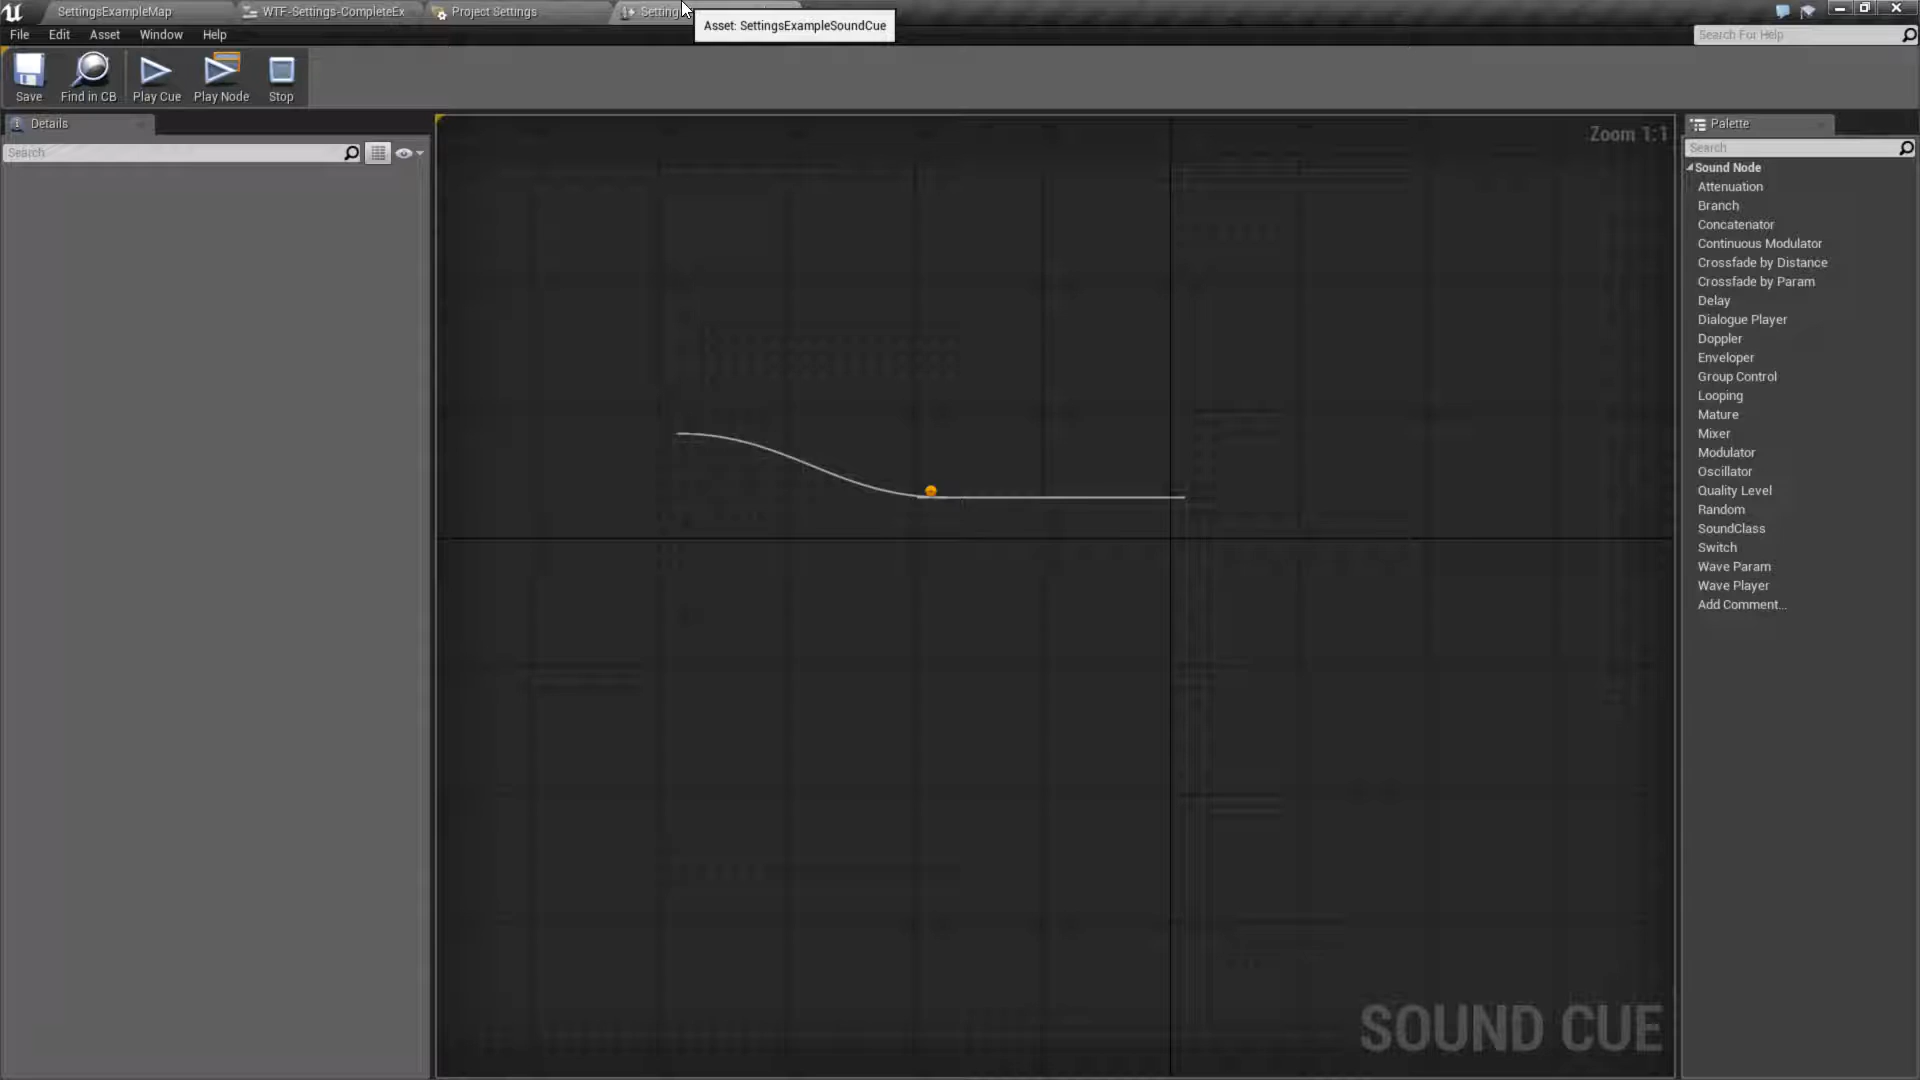 SettingsExampleMap
WTF-Settings-CompleteEx
Project Settings
Setting
Asset: SettingsExampleSoundCue
File Edit Asset Window Help
Search For Help
Save Find in CB Play Cue Play Node Stop
Details
Search
Zoom 1:1
Palette
Search
Sound Node
Attenuation
Branch
Concatenator
Continuous Modulator
Crossfade by Distance
Crossfade by Param
Delay
Dialogue Player
Doppler
Enveloper
Group Control
Looping
Mature
Mixer
Modulator
Oscillator
Quality Level
Random
SoundClass
Switch
Wave Param
Wave Player
Add Comment...
SOUND CUE